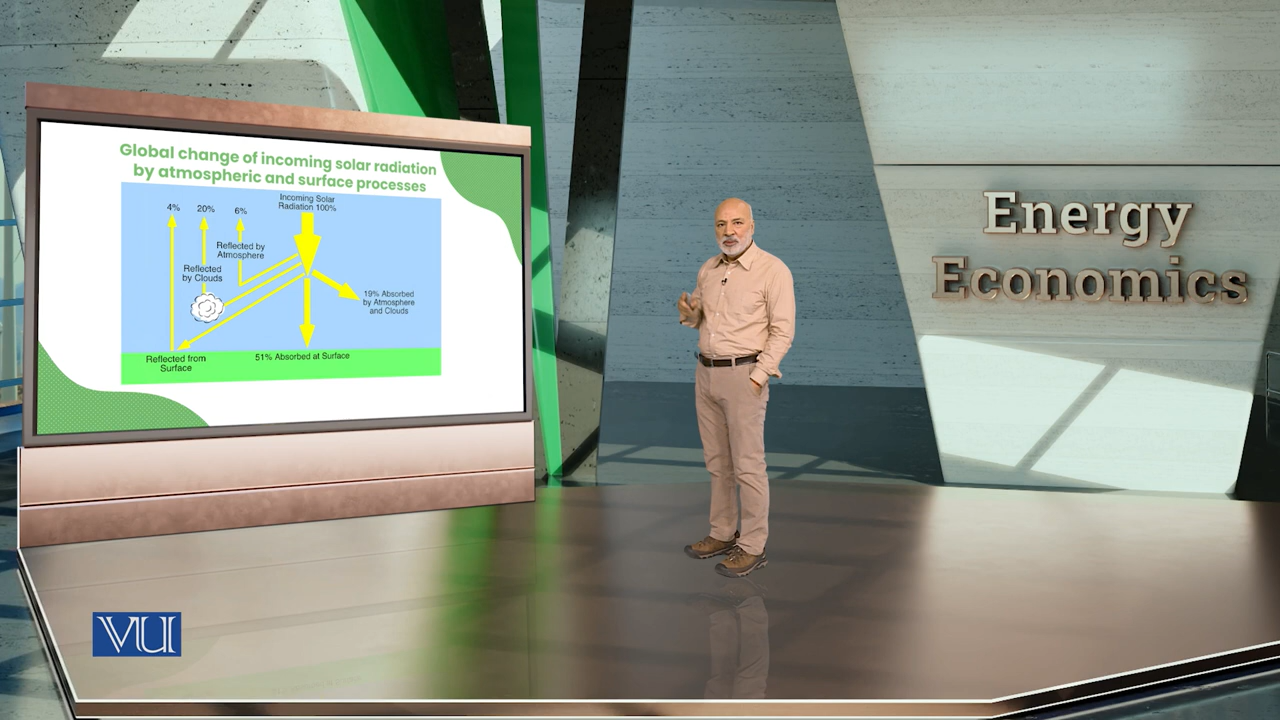 Global change of incoming solar radiation
by atmospheric and surface processes
Incoming Solar
Radiation 100%
4%
20%
6%
Reflected by
Atmosphere
Reflected
by Clouds
19% Absorbed
by Atmosphere
and Clouds
Reflected from
Surface
51% Absorbed at Surface
Energy
Economics
VU